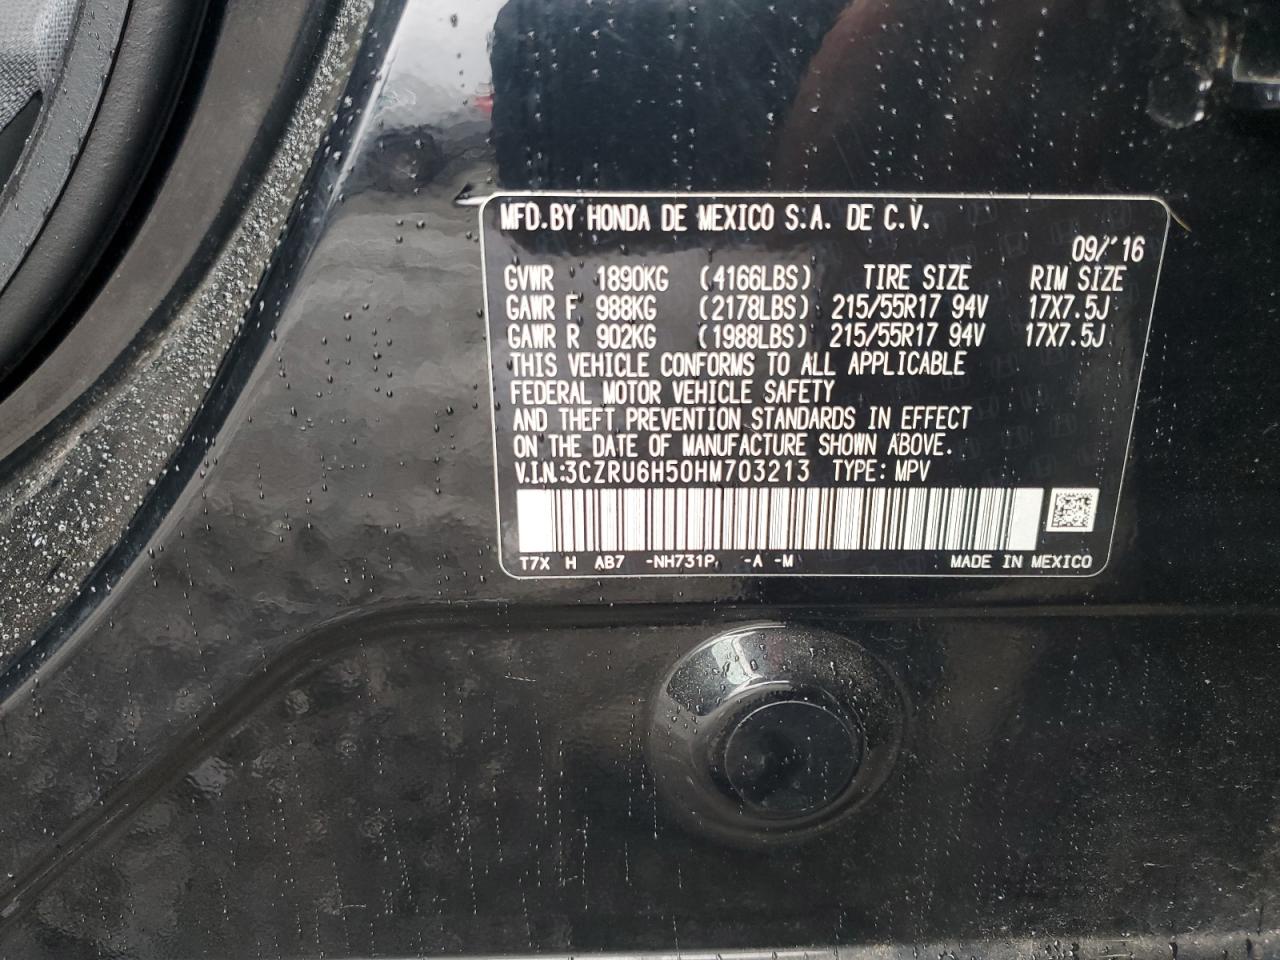 MFD.BY HONDA DE MEXICO S.A. DE C.V.
09/'16
GVWR 1890KG (4166LBS) TIRE SIZE RIM SIZE
GAWR F 988KG (2178LBS) 215/55R17 94V 17X7.5J
GAWR R 902KG (1988LBS) 215/55R17 94V 17X7.5J
THIS VEHICLE CONFORMS TO ALL APPLICABLE
FEDERAL MOTOR VEHICLE SAFETY
AND THEFT PREVENTION STANDARDS IN EFFECT
ON THE DATE OF MANUFACTURE SHOWN ABOVE.
V.I.N.:3CZRU6H50HM703213 TYPE: MPV
T7X H AB7 -NH731P -A -M MADE IN MEXICO